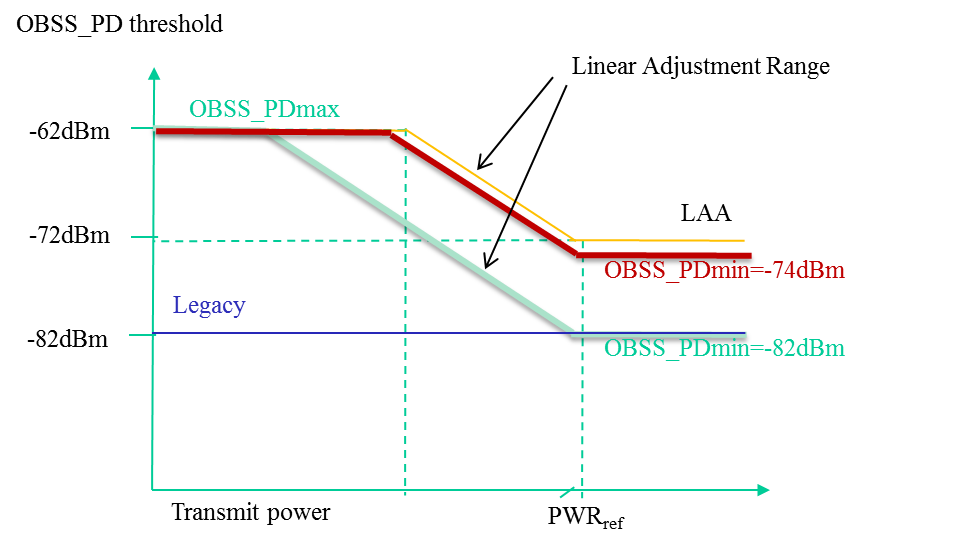 OBSS_PD threshold
Linear Adjustment Range
OBSS_PDmax
-62dBm
LAA
-72dBm
OBSS_PDmin=-74dBm
Legacy
-82dBm
OBSS_PDmin=-82dBm
Transmit power
PWRref